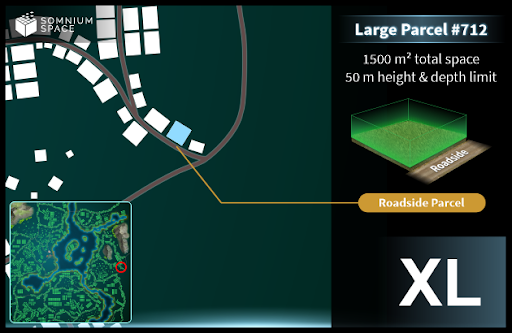 SOMNIUM
SPACE
Large Parcel #712
1500 m² total space
50 m height & depth limit
Roadside
Roadside Parcel
XL